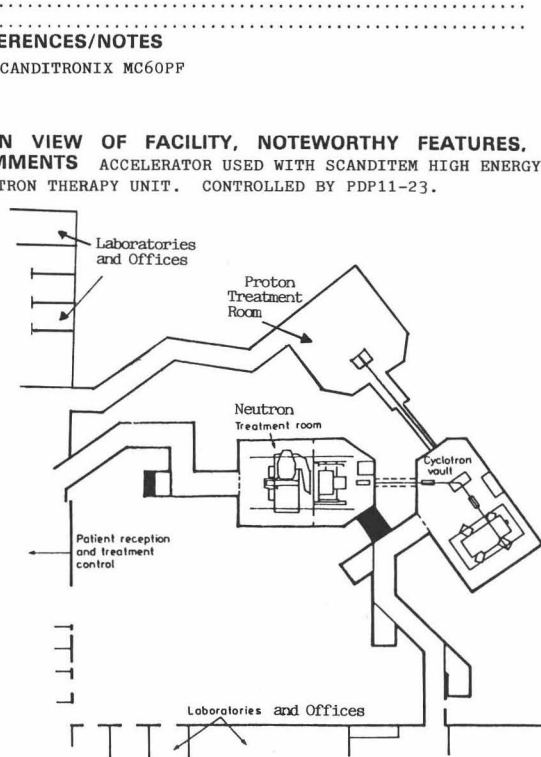 ERENCES/NOTES
CANDITRONIX MC60PF
N VIEW OF FACILITY, NOTEWORTHY FEATURES,
MMENTS ACCELERATOR USED WITH SCANDITEM HIGH ENERGY
TRON THERAPY UNIT. CONTROLLED BY PDP11-23.
Laboratories
and Offices
Proton
Treatment
Room
Neutron
Treatment room
Cyclotron
vault
Patient reception
and treatment
control
Laboratories and Offices